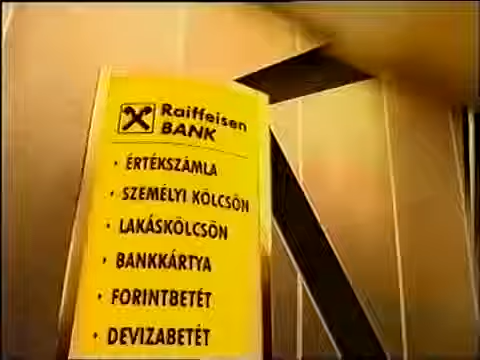 Raiffeisen
BANK
• ÉRTÉKSZÁMLA
• SZEMÉLYI KÖLCSÖN
• LAKÁSKÖLCSÖN
• BANKKÁRTYA
• FORINTBETÉT
• DEVIZABETÉT